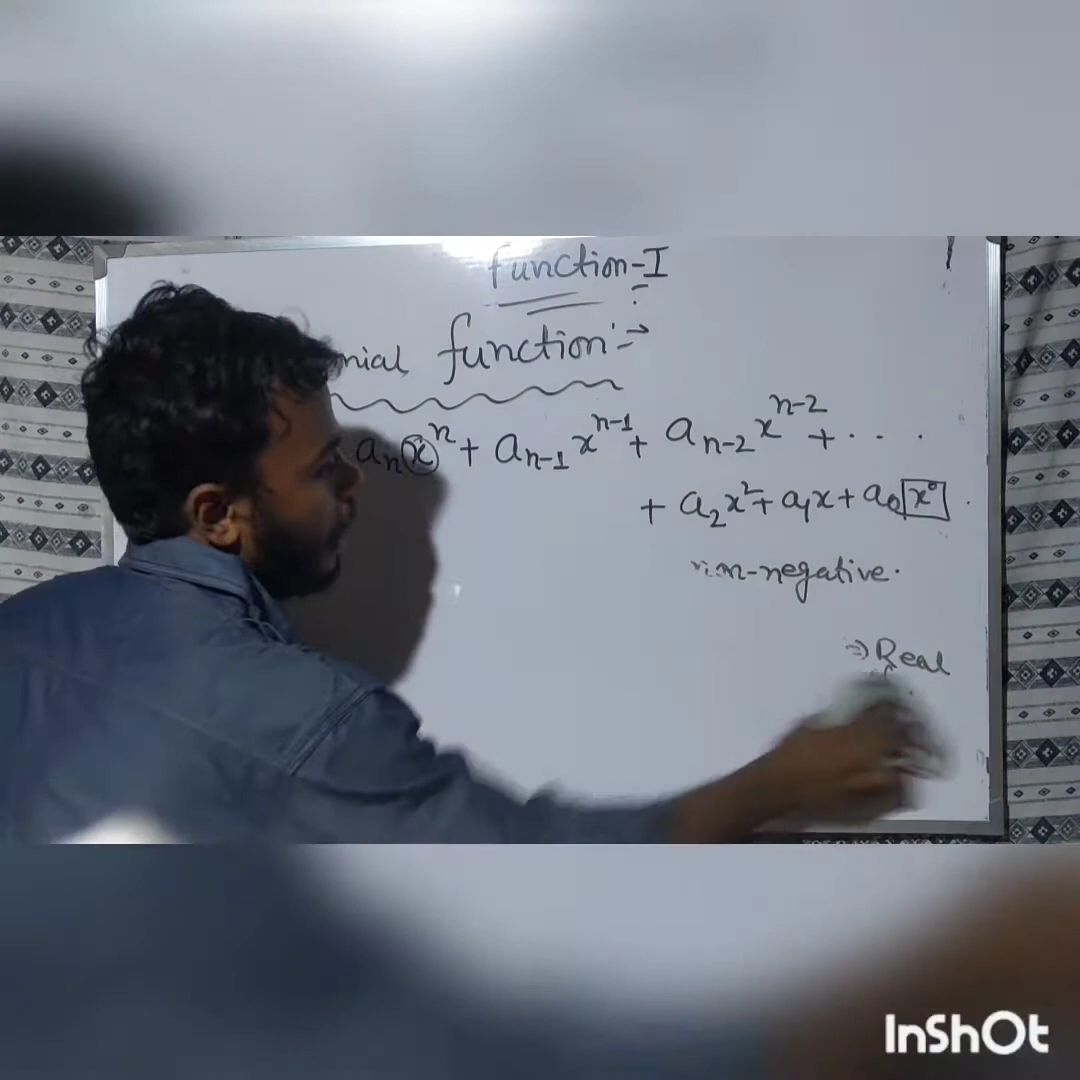 function-I
nial function:→
aₙxⁿ + aₙ₋₁xⁿ⁻¹ + aₙ₋₂xⁿ⁻² + ....
+ a₂x² + a₁x + a₀x⁰.
non-negative.
⇒ Real
InShOt